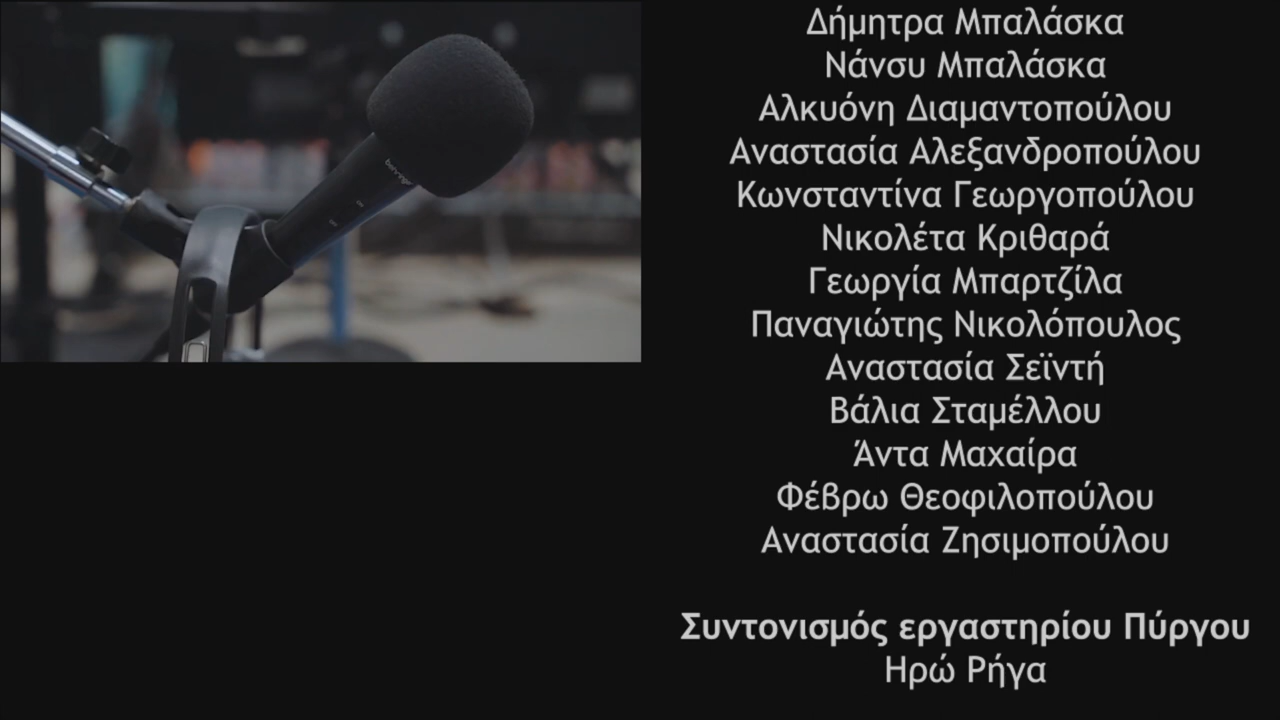 behringer
Δήμητρα Μπαλάσκα
Νάνσυ Μπαλάσκα
Αλκυόνη Διαμαντοπούλου
Αναστασία Αλεξανδροπούλου
Κωνσταντίνα Γεωργοπούλου
Νικολέτα Κριθαρά
Γεωργία Μπαρτζίλα
Παναγιώτης Νικολόπουλος
Αναστασία Σεϊντή
Βάλια Σταμέλλου
Άντα Μαχαίρα
Φέβρω Θεοφιλοπούλου
Αναστασία Ζησιμοπούλου
Συντονισμός εργαστηρίου Πύργου
Ηρώ Ρήγα